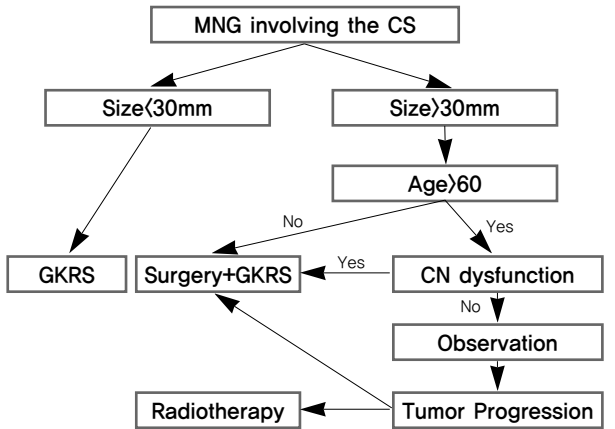 MNG involving the CS
Size<30mm
Size>30mm
Age>60
No
Yes
GKRS
Surgery+GKRS
Yes
CN dysfunction
No
Observation
Radiotherapy
Tumor Progression